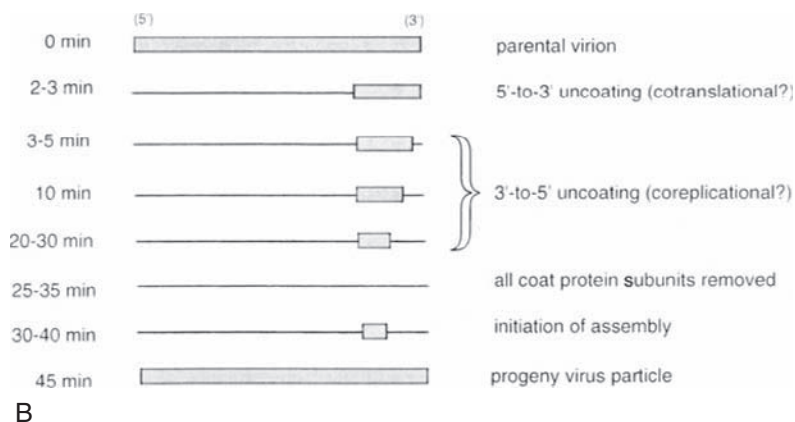 (5') (3')
0 min parental virion
2-3 min 5'-to-3' uncoating (cotranslational?)
3-5 min
10 min 3'-to-5' uncoating (coreplicational?)
20-30 min
25-35 min all coat protein subunits removed
30-40 min initiation of assembly
45 min progeny virus particle
B